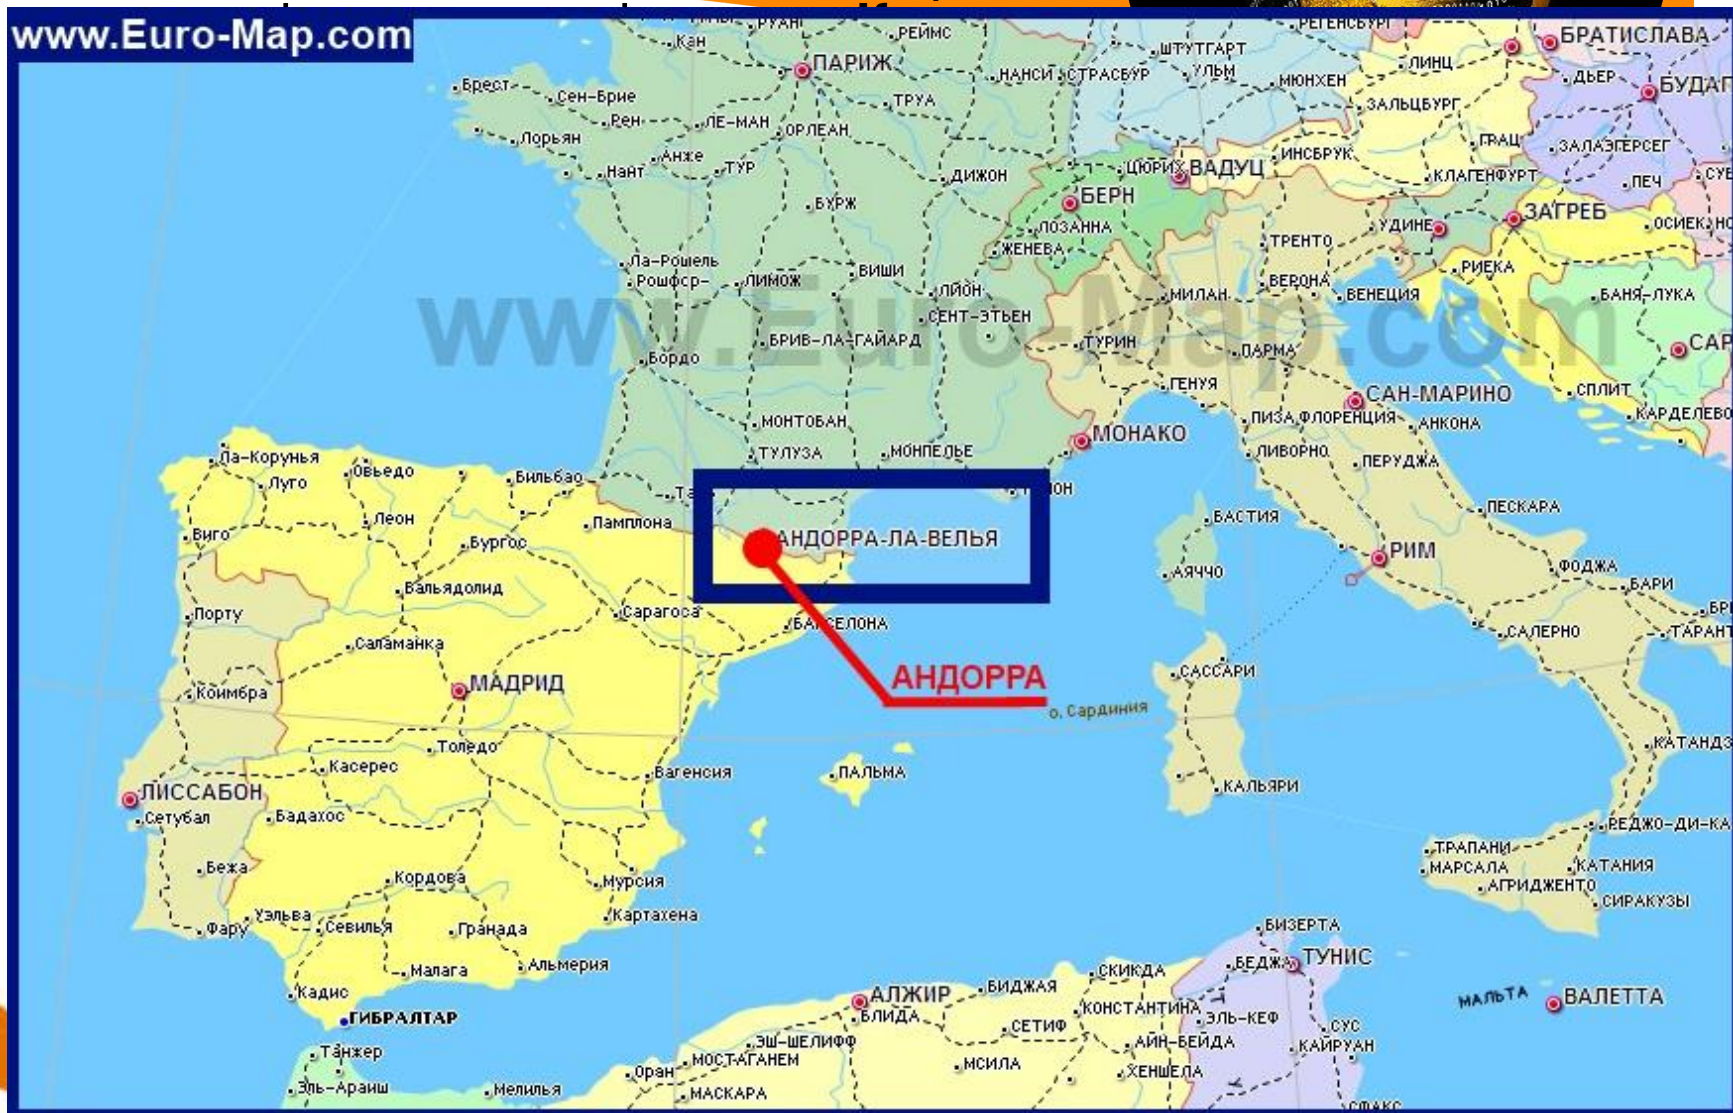 www.Euro-Map.com
РЕЙМС
РЕГЕНСБУРГ
БРАТИСЛАВА
Кан
ПАРИЖ
НАНСИ
СТРАСБУР
ШТУТГАРТ
УЛЬМ
МЮНХЕН
ЛИНЦ
ДЬЕР
Брест
Сен-Брие
ТРУА
ЗАЛЬЦБУРГ
Рен
ЛЕ-МАН
ОРЛЕАН
Лорьян
ГРАЦ
ЗАЛАЭГЕРСЕГ
Анже
Нант
ТУР
ДИЖОН
ЦЮРИХ
ВАДУЦ
ИНСБРУК
КЛАГЕНФУРТ
ПЕЧ
БУРЖ
БЕРН
ЛОЗАННА
УДИНЕ
ЗАГРЕБ
ОСИЕК
ЖЕНЕВА
ТРЕНТО
Ла-Рошель
ВИШИ
РИЕКА
ЛИМОЖ
ЛИОН
МИЛАН
ВЕРОНА
ВЕНЕЦИЯ
БАНЯ-ЛУКА
www.Euro-Map.com
СЕНТ-ЭТЬЕН
БРИВ-ЛА-ГАЙАРД
Бордо
ТУРИН
ПАРМА
ГЕНУЯ
САН-МАРИНО
СПЛИТ
МОНТОБАН
МОНАКО
ПИЗА
ФЛОРЕНЦИЯ
АНКОНА
КАРДЕЛЕВО
Ла-Корунья
Овьедо
Бильбао
ТУЛУЗА
МОНПЕЛЬЕ
ЛИВОРНО
ПЕРУДЖА
Луго
Леон
Памплона
БАСТИЯ
ПЕСКАРА
Виго
Бургос
АНДОРРА-ЛА-ВЕЛЬЯ
РИМ
ФОДЖА
АЯЧЧО
Вальядолид
БАРИ
Порту
Сарагоса
БАРСЕЛОНА
САЛЕРНО
Саламанка
АНДОРРА
САССАРИ
Коимбра
МАДРИД
о. Сардиния
Толедо
Касерес
Вагенсия
ПАЛЬМА
КАЛЬЯРИ
ЛИССАБОН
Сетубал
Бадахос
РЕДЖО-ДИ-КА
ТРАПАНИ
МАРСАЛА
КАТАНИЯ
Бежа
Кордова
Мурсия
АГРИДЖЕНТО
СИРАКУЗЫ
Уэльва
Картахена
Фару
Севилья
Гранада
БИЗЕРТА
Малага
Альмерия
СКИКДА
БЕДЖА
ТУНИС
Кадис
АЛЖИР
БИДЖАЯ
МАЛЬТА
ВАЛЕТТА
ГИБРАЛТАР
БЛИДА
СЕТИФ
КОНСТАНТИНА
ЭЛЬ-КЕФ
СУС
Танжер
ЭШ-ШЕЛИФФ
АЙН-БЕЙДА
КАЙРУАН
Оран
МОСТАГАНЕМ
МСИЛА
ХЕНШЕЛА
Эль-Араиш
Мелилья
МАСКАРА